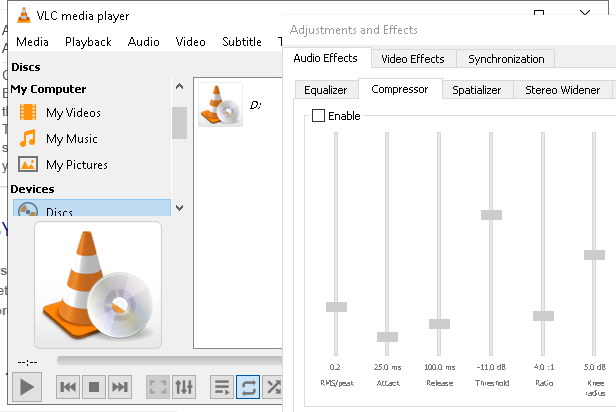 VLC media player
Media Playback Audio Video Subtitle
Discs
My Computer
My Videos
My Music
My Pictures
Devices
Discs
D:
--:--
Adjustments and Effects
Audio Effects Video Effects Synchronization
Equalizer Compressor Spatializer Stereo Widener
Enable
0.2 25.0 ms 100.0 ms -11.0 dB 4.0 :1 5.0 dB
RMS/peak Attack Release Threshold Ratio Knee
radius